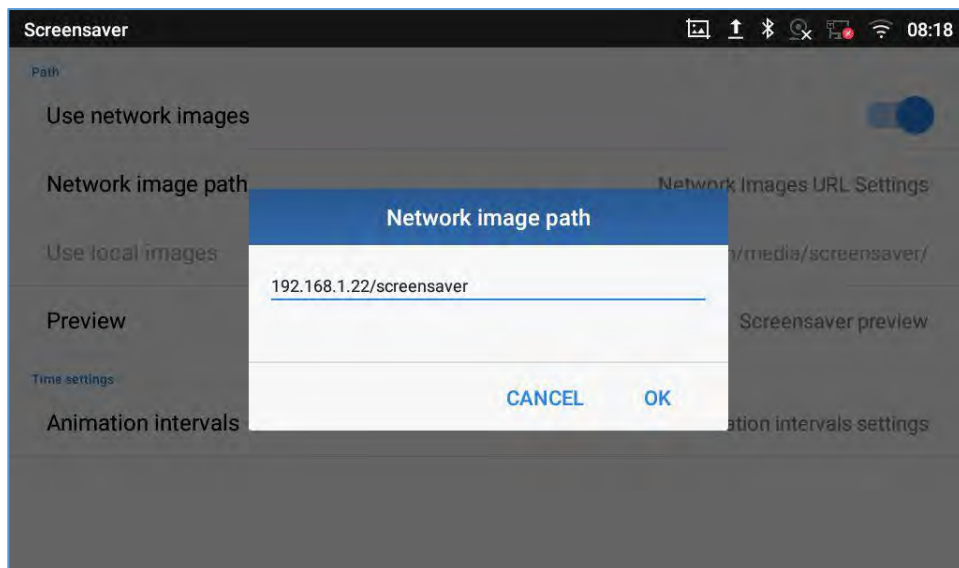 Screensaver 08:18
Path
Use network images
Network image path Network Images URL Settings
Network image path
Use local images /media/screensaver/
192.168.1.22/screensaver
Preview Screensaver preview
Time settings
CANCEL OK
Animation intervals intervals settings